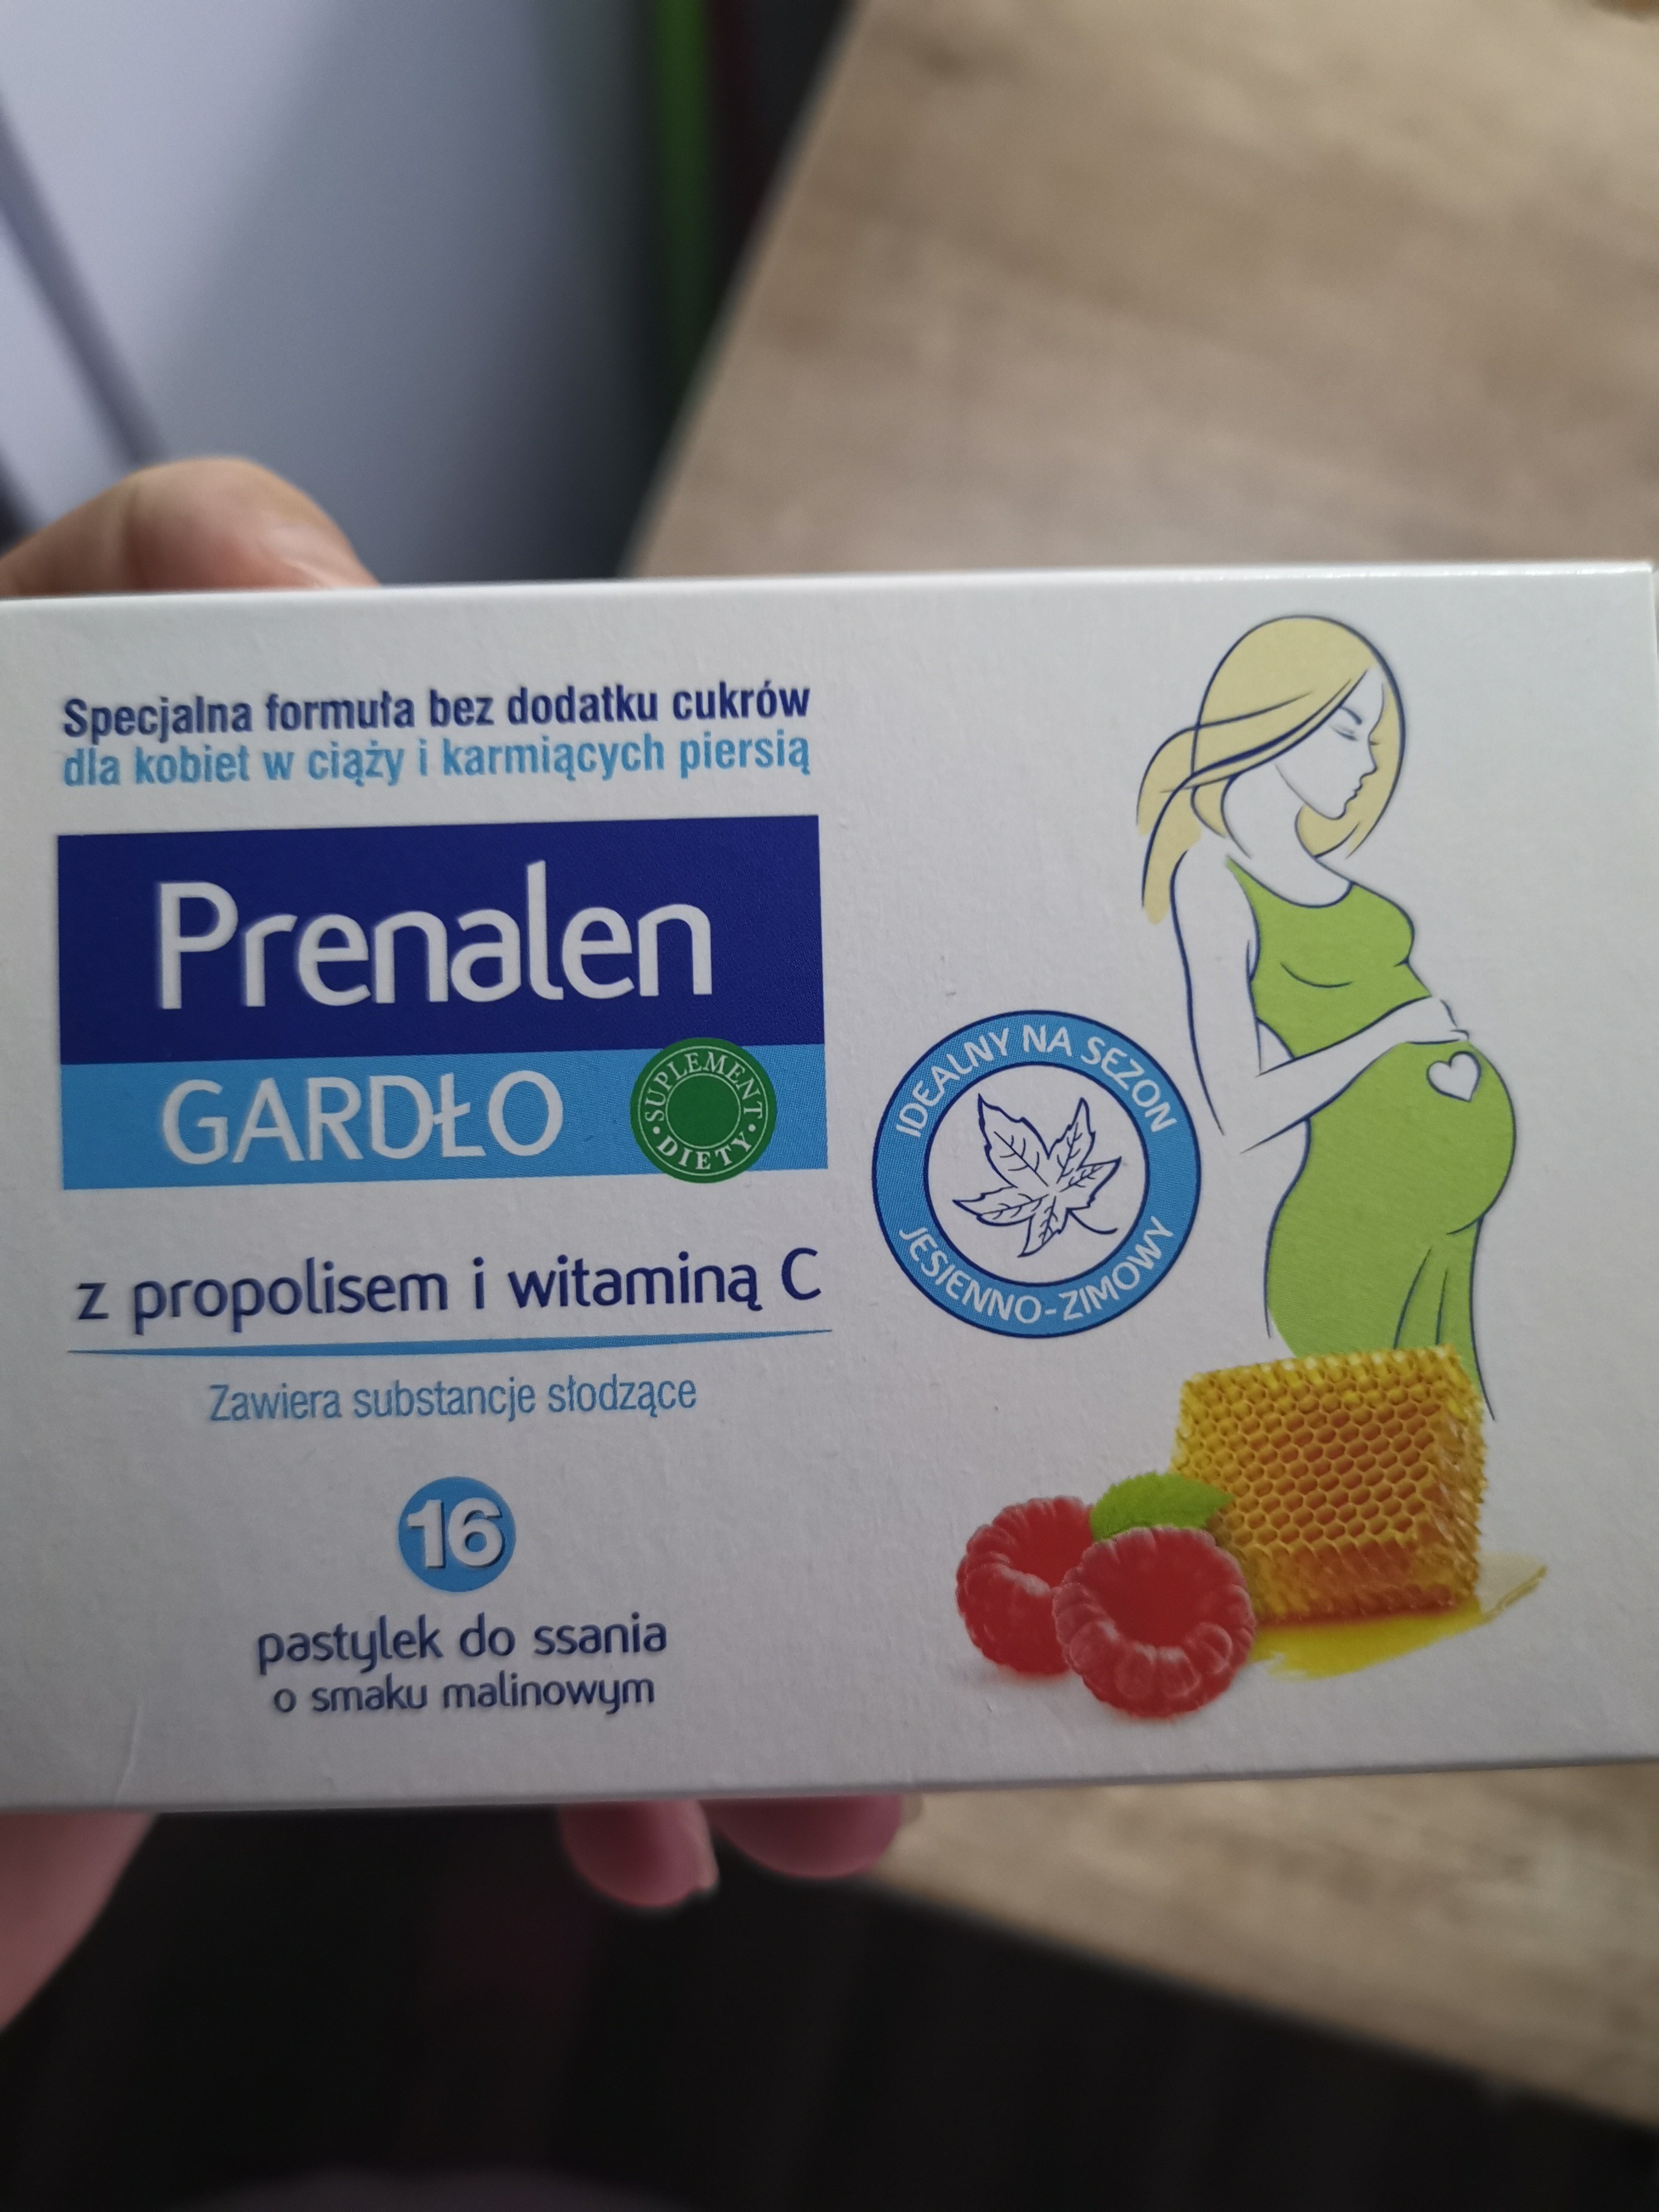 Specjalna formuła bez dodatku cukrów
dla kobiet w ciąży i karmiących piersią
Prenalen
GARDŁO
SUPLEMENT
DIETY
z propolisem i witaminą C
Zawiera substancje słodzące
16
pastylek do ssania
o smaku malinowym
IDEALNY NA SEZON
JESIENNO-ZIMOWY